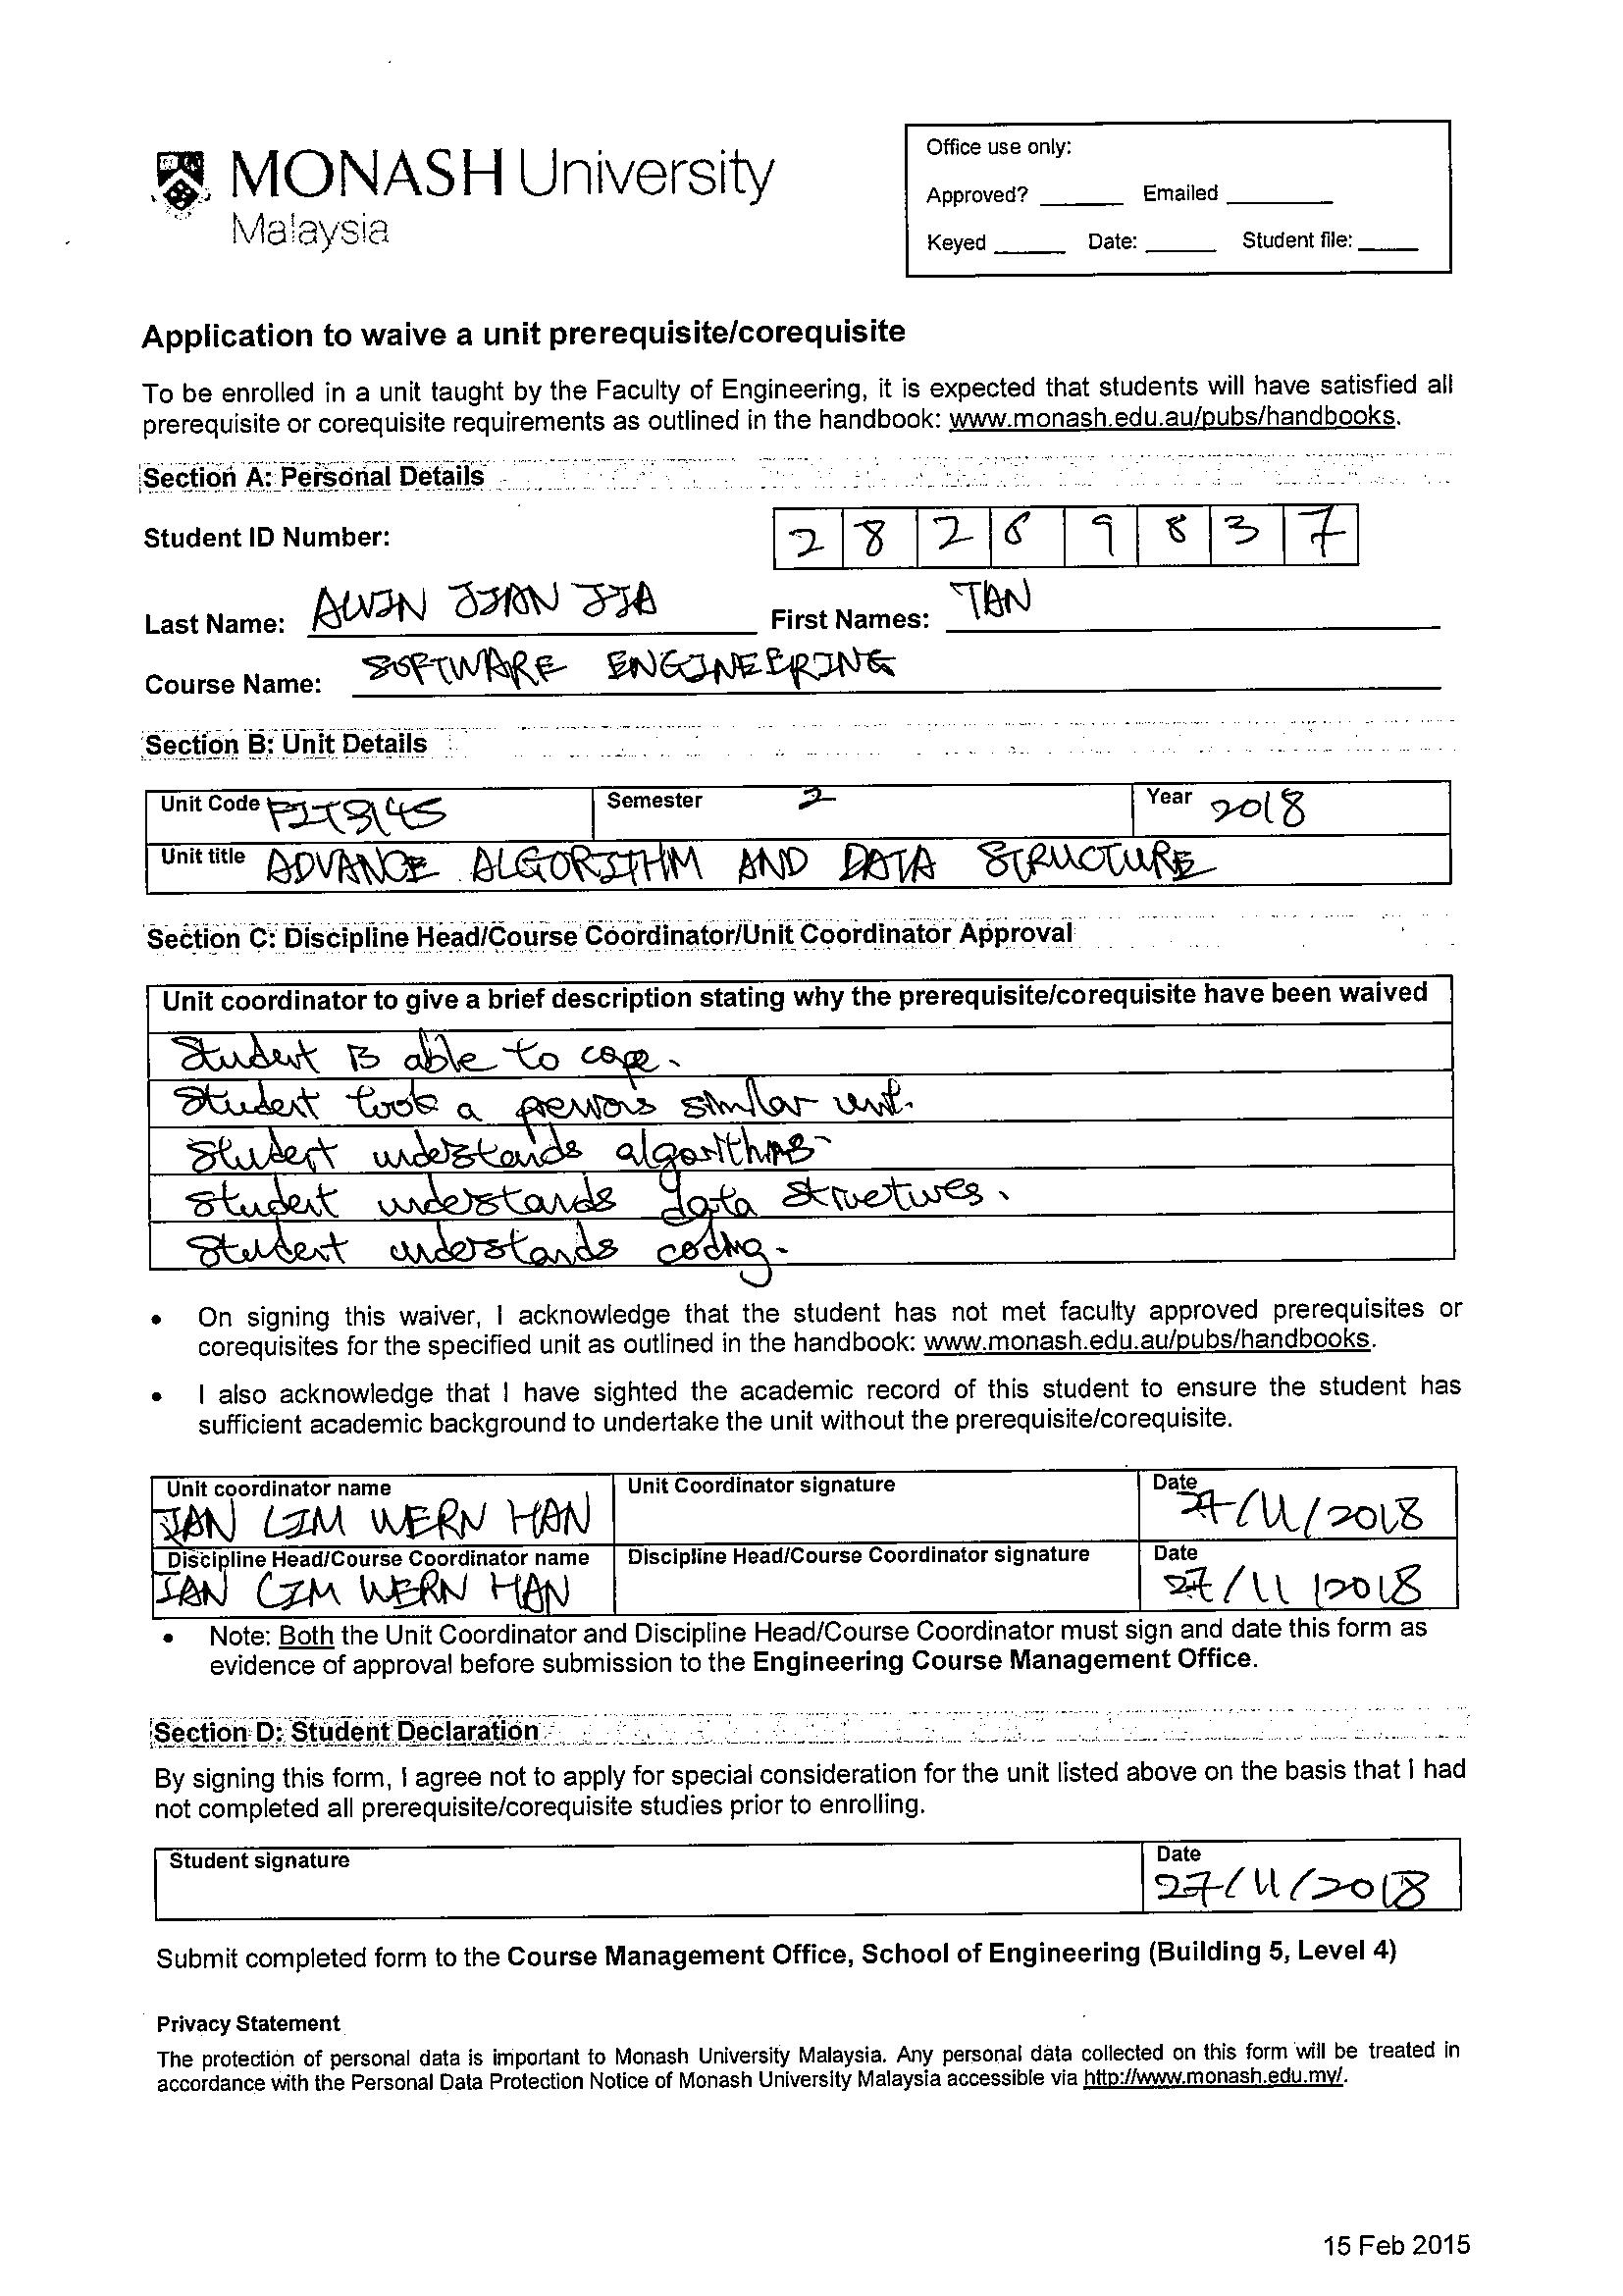 MONASH University
Malaysia
Office use only:
Approved? ______ Emailed ______
Keyed ______ Date: ______ Student file: ______
Application to waive a unit prerequisite/corequisite
To be enrolled in a unit taught by the Faculty of Engineering, it is expected that students will have satisfied all
prerequisite or corequisite requirements as outlined in the handbook: www.monash.edu.au/pubs/handbooks.
Section A: Personal Details
Student ID Number: 2 8 2 6 9 8 3 7
Last Name: ALVIN JIAN JIA First Names: TAN
Course Name: SOFTWARE ENGINEERING
Section B: Unit Details
Unit Code FIT3145 Semester 2 Year 2018
Unit title ADVANCE ALGORITHM AND DATA STRUCTURE
Section C: Discipline Head/Course Coordinator/Unit Coordinator Approval
Unit coordinator to give a brief description stating why the prerequisite/corequisite have been waived
Student is able to cope.
Student took a previous similar unit.
Student understands algorithms.
Student understands data structures.
Student understands coding.
• On signing this waiver, I acknowledge that the student has not met faculty approved prerequisites or
corequisites for the specified unit as outlined in the handbook: www.monash.edu.au/pubs/handbooks.
• I also acknowledge that I have sighted the academic record of this student to ensure the student has
sufficient academic background to undertake the unit without the prerequisite/corequisite.
Unit coordinator name Unit Coordinator signature Date
IAN LIM WERN HAN 27/11/2018
Discipline Head/Course Coordinator name Discipline Head/Course Coordinator signature Date
IAN LIM WERN HAN 27/11/2018
• Note: Both the Unit Coordinator and Discipline Head/Course Coordinator must sign and date this form as
evidence of approval before submission to the Engineering Course Management Office.
Section D: Student Declaration
By signing this form, I agree not to apply for special consideration for the unit listed above on the basis that I had
not completed all prerequisite/corequisite studies prior to enrolling.
Student signature Date
27/11/2018
Submit completed form to the Course Management Office, School of Engineering (Building 5, Level 4)
Privacy Statement
The protection of personal data is important to Monash University Malaysia. Any personal data collected on this form will be treated in
accordance with the Personal Data Protection Notice of Monash University Malaysia accessible via http://www.monash.edu.my/.
15 Feb 2015